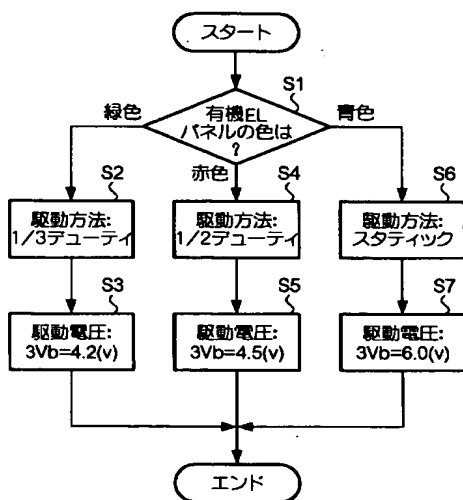 スタート
S1
有機EL
パネルの色は
?
緑色
赤色
青色
S2
駆動方法:
1/3デューティ
S4
駆動方法:
1/2デューティ
S6
駆動方法:
スタティック
S3
駆動電圧:
3Vb=4.2(v)
S5
駆動電圧:
3Vb=4.5(v)
S7
駆動電圧:
3Vb=6.0(v)
エンド